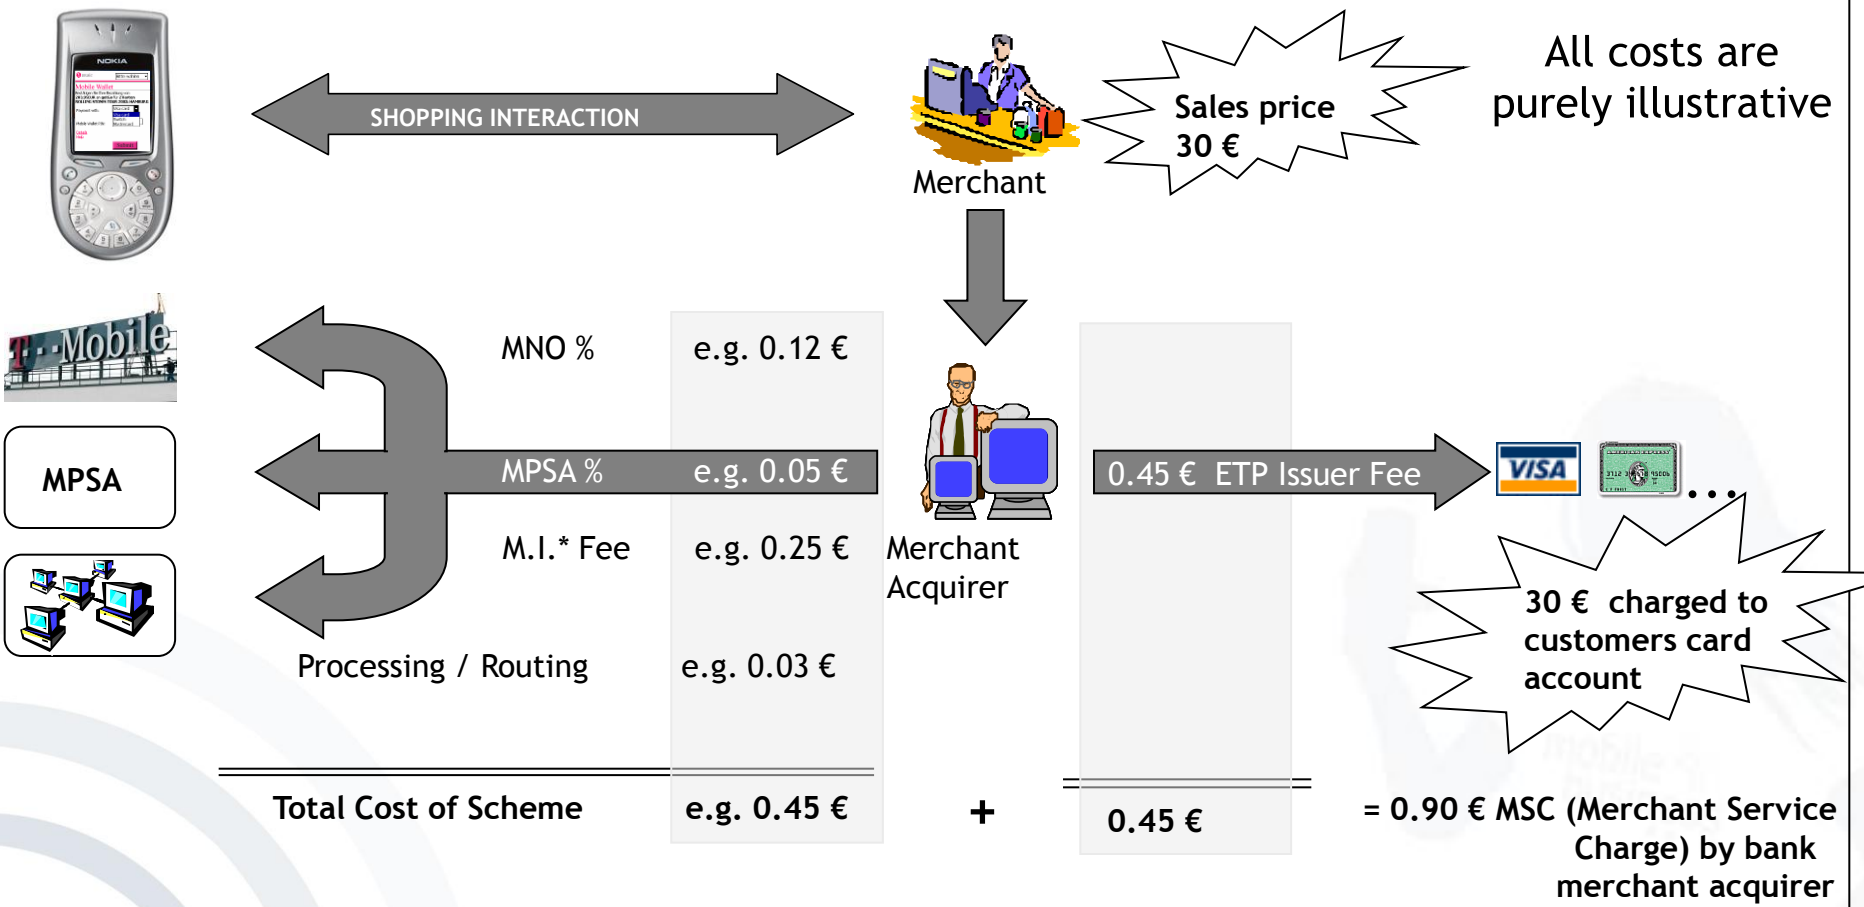 All costs are
purely illustrative
NOKIA
Mobile Wallet
SHOPPING INTERACTION
Sales price
30 €
Merchant
T··Mobile
MNO % e.g. 0.12 €
MPSA
MPSA % e.g. 0.05 €
0.45 € ETP Issuer Fee
VISA
...
M.I.* Fee e.g. 0.25 €
Merchant
Acquirer
30 € charged to
customers card
account
Processing / Routing e.g. 0.03 €
Total Cost of Scheme e.g. 0.45 € + 0.45 €
= 0.90 € MSC (Merchant Service
Charge) by bank
merchant acquirer